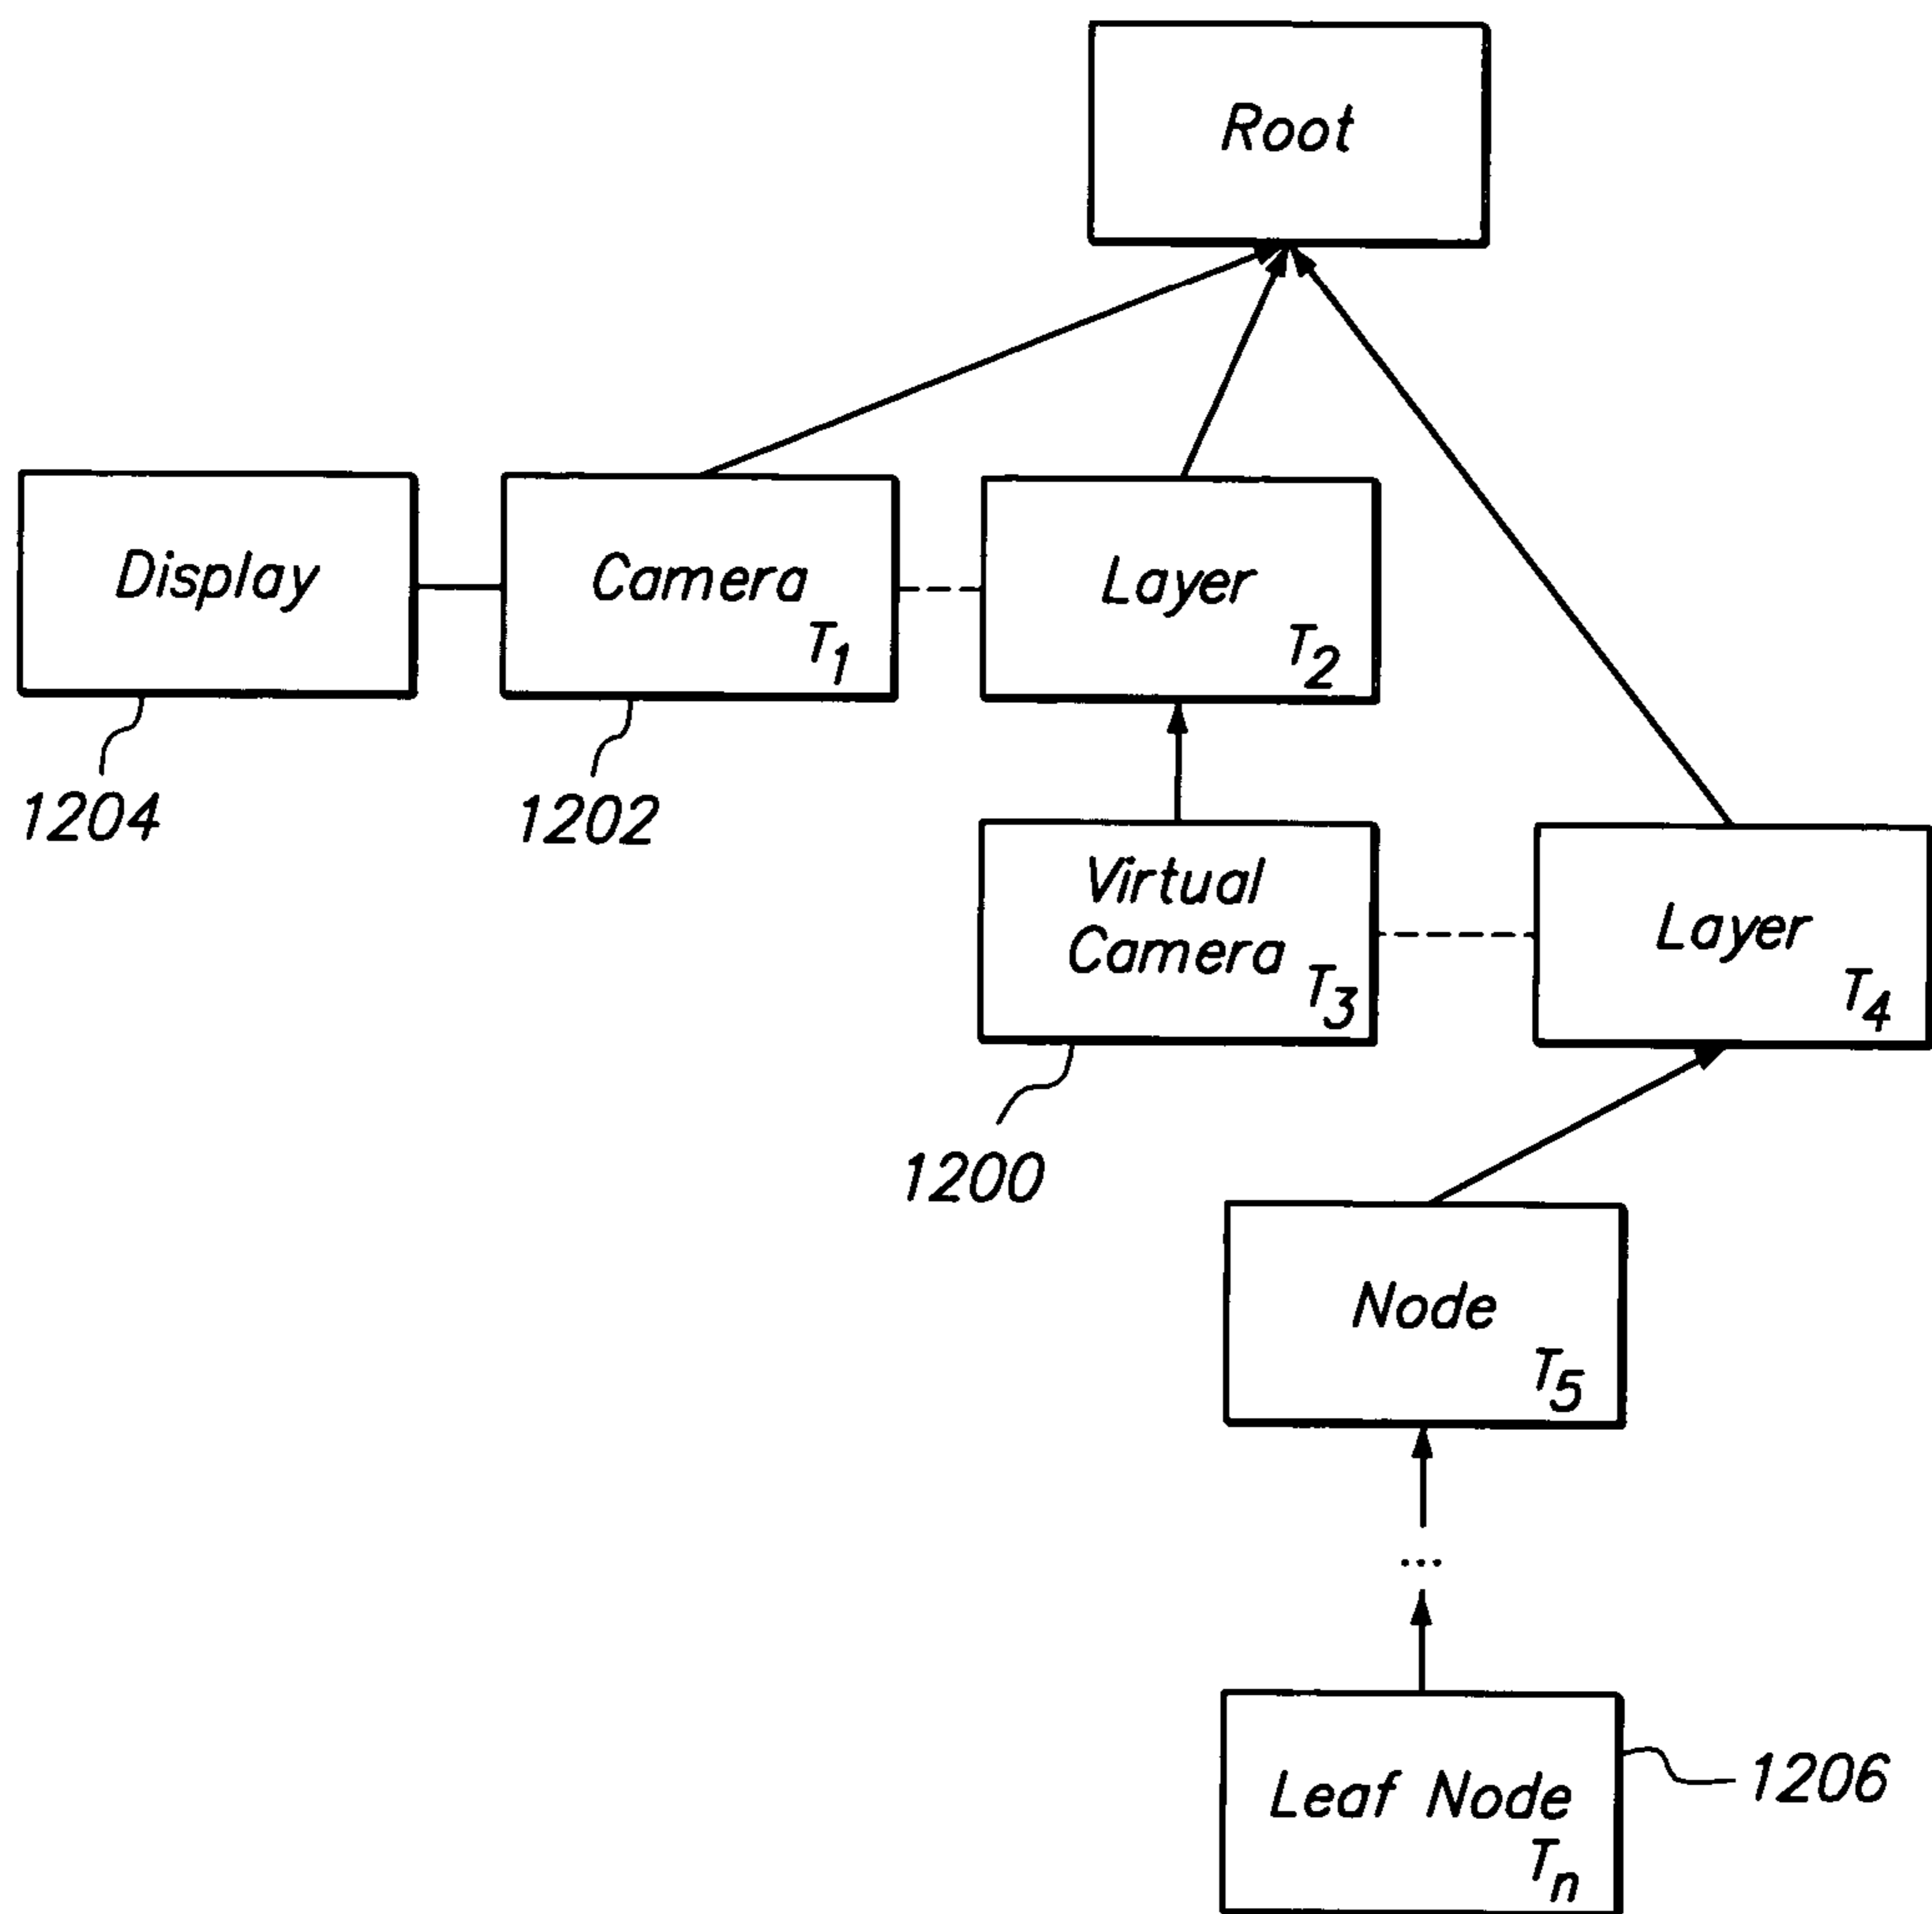 Root
Display
Camera
T1
Layer
T2
1204
1202
Virtual
Camera
T3
Layer
T4
1200
Node
T5
...
Leaf Node
Tn
1206